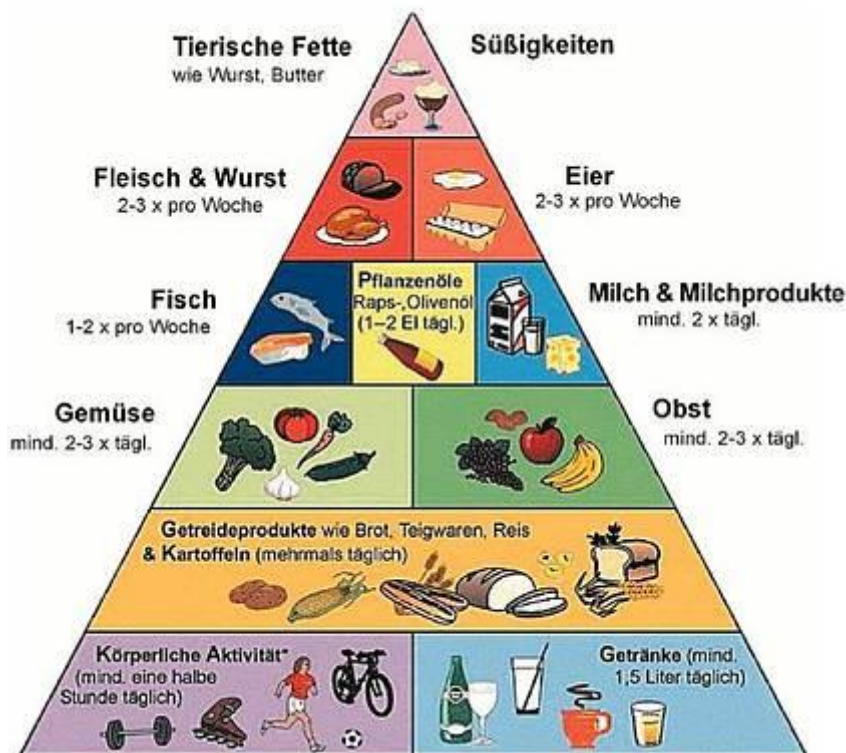 Tierische Fette
wie Wurst, Butter
Süßigkeiten
Fleisch & Wurst
2-3 x pro Woche
Eier
2-3 x pro Woche
Fisch
1-2 x pro Woche
Pflanzenöle
Raps-,Olivenöl
(1–2 El tägl.)
Milch & Milchprodukte
mind. 2 x tägl.
Gemüse
mind. 2-3 x tägl.
Obst
mind. 2-3 x tägl.
Getreideprodukte wie Brot, Teigwaren, Reis
& Kartoffeln (mehrmals täglich)
Körperliche Aktivität*
(mind. eine halbe
Stunde täglich)
Getränke (mind.
1,5 Liter täglich)